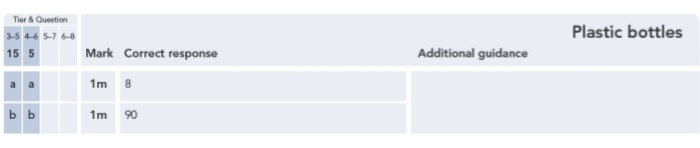 Tier & Question
3–5 4–6 5–7 6–8
Plastic bottles
15 5
Mark Correct response Additional guidance
a a 1m 8
b b 1m 90